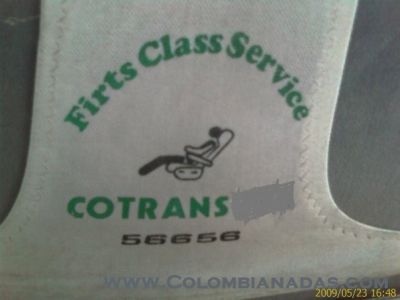 Firts Class Service
COTRANS
56656
www.Colombianadas.com
2009/05/23 16:48